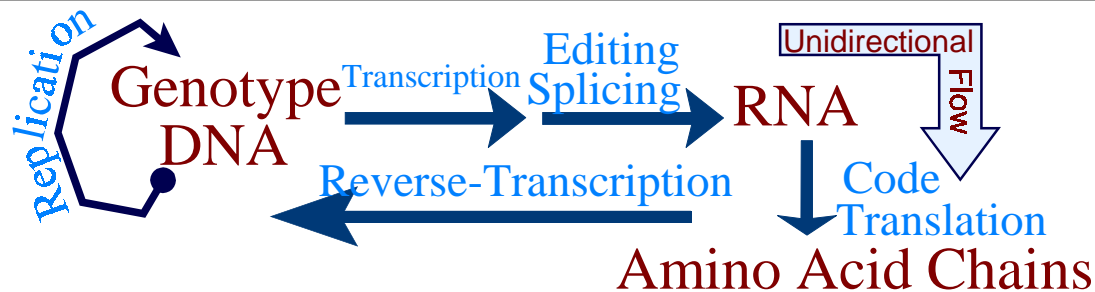 Replication
Genotype
DNA
Transcription
Editing
Splicing
RNA
Unidirectional
Flow
Reverse-Transcription
Code
Translation
Amino Acid Chains